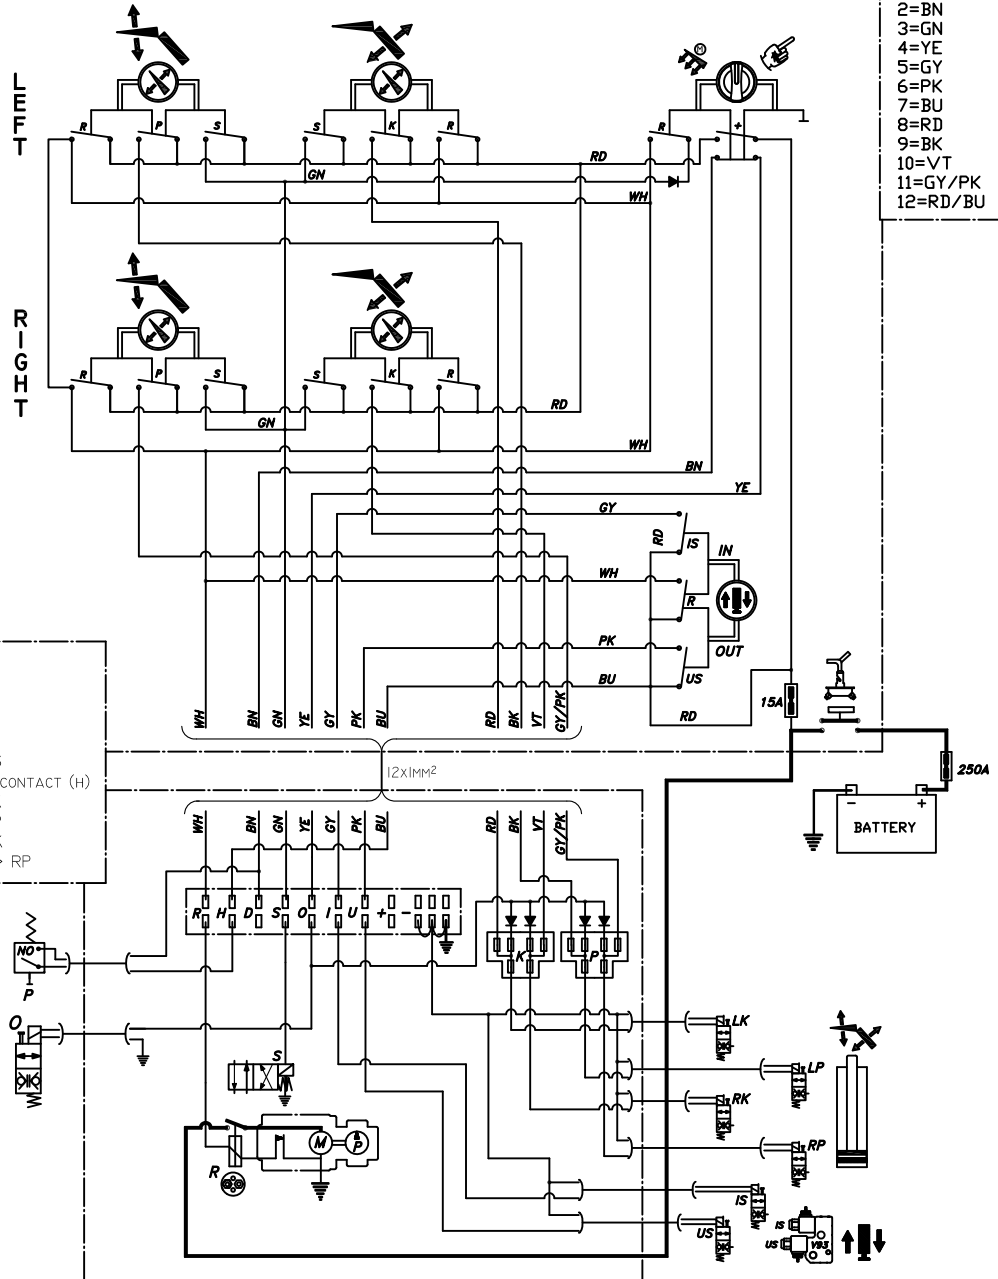 2=BN
3=GN
4=YE
5=GY
6=PK
7=BU
8=RD
9=BK
10=VT
11=GY/PK
12=RD/BU
LEFT
M
R P S S K R R +
RD
GN
WH
RIGHT
R P S S K R
RD
GN
WH
BN
YE
GY
RD
IS
IN
WH
R
PK
OUT
BU
US
RD
15A
WH BN GN YE GY PK BU RD BK VT GY/PK
12x1MM²
250A
- +
BATTERY
CONTACT (H)
> RP
WH BN GN YE GY PK BU RD BK VT GY/PK
R H D S O I U + -
K P
NO
P
O
S
LK
LP
RK
RP
M P
R
IS
US
IS
US
V93